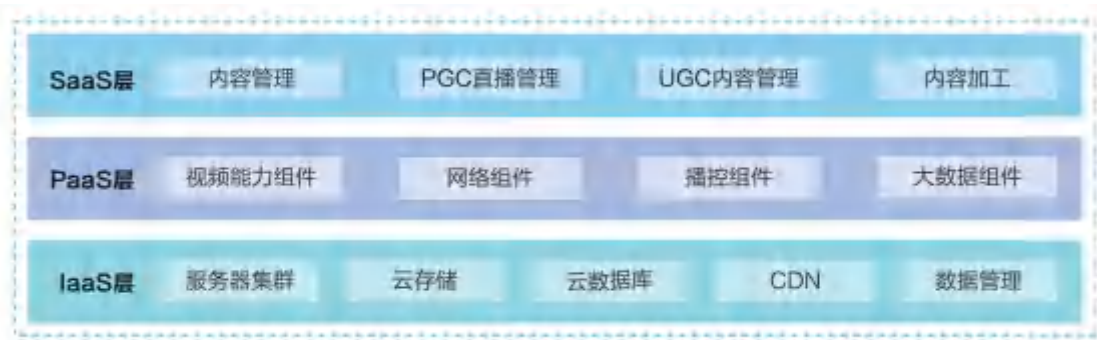 SaaS层 内容管理 PGC直播管理 UGC内容管理 内容加工
PaaS层 视频能力组件 网络组件 播控组件 大数据组件
IaaS层 服务器集群 云存储 云数据库 CDN 数据管理